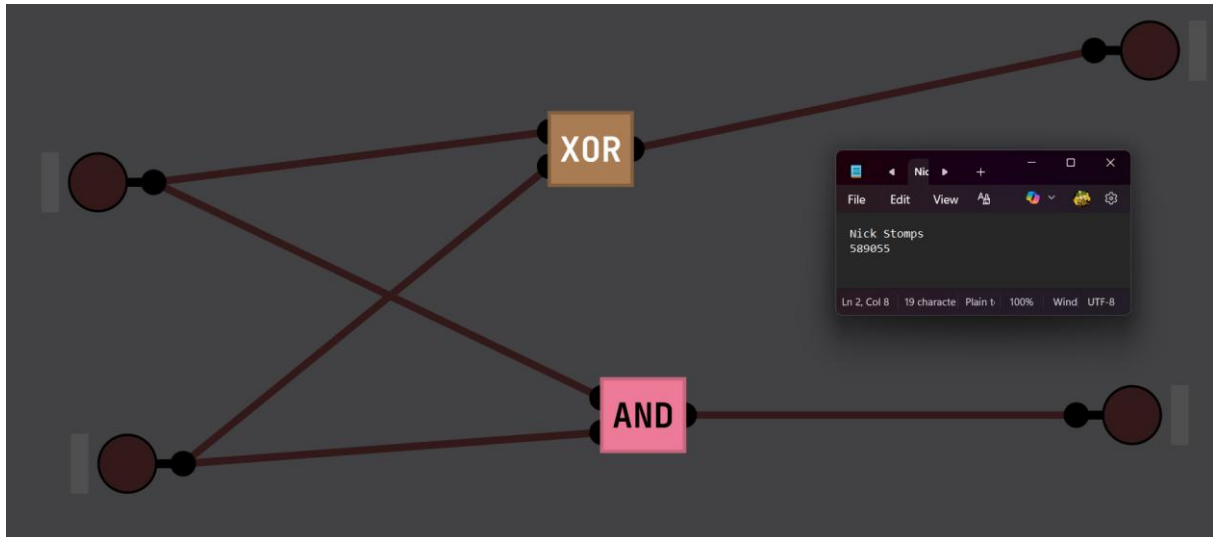 XOR
Nic
File Edit View
Nick Stomps
589055
Ln 2, Col 8 19 characte Plain t 100% Wind UTF-8
AND